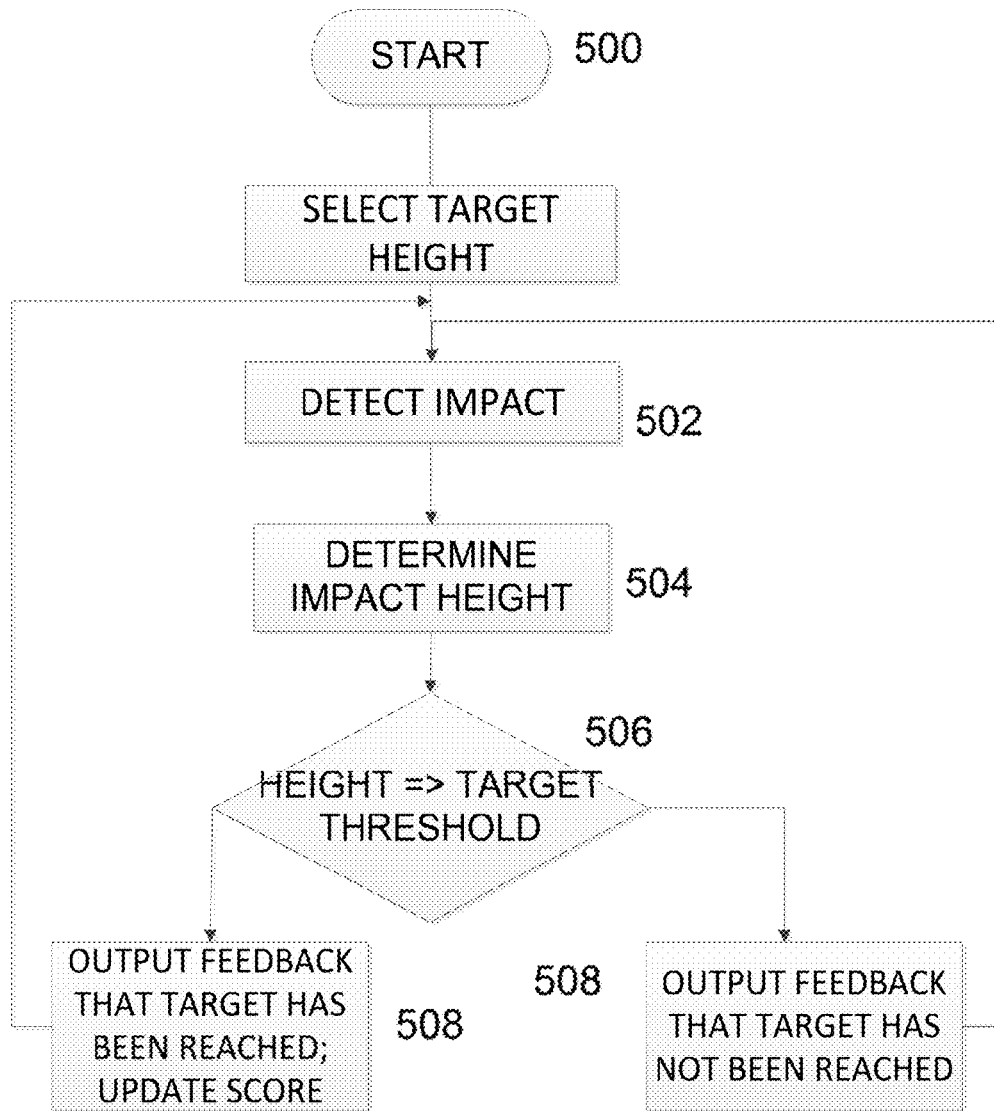 START
500
SELECT TARGET
HEIGHT
DETECT IMPACT
502
DETERMINE
IMPACT HEIGHT
504
506
HEIGHT => TARGET
THRESHOLD
OUTPUT FEEDBACK
THAT TARGET HAS
BEEN REACHED;
UPDATE SCORE
508
508
OUTPUT FEEDBACK
THAT TARGET HAS
NOT BEEN REACHED